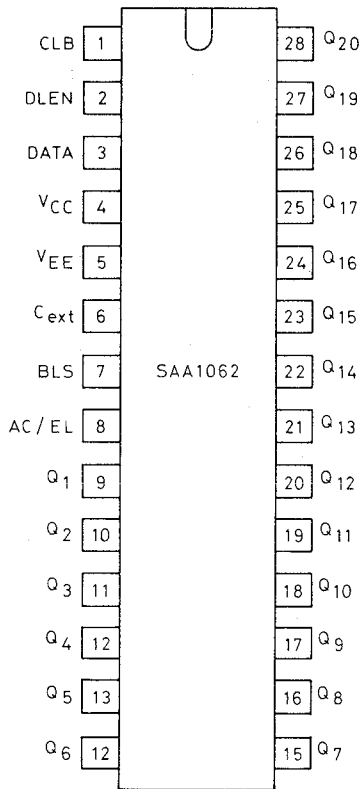 CLB 1 28 Q20
DLEN 2 27 Q19
DATA 3 26 Q18
VCC 4 25 Q17
VEE 5 24 Q16
Cext 6 23 Q15
BLS 7 SAA1062 22 Q14
AC/EL 8 21 Q13
Q1 9 20 Q12
Q2 10 19 Q11
Q3 11 18 Q10
Q4 12 17 Q9
Q5 13 16 Q8
Q6 12 15 Q7